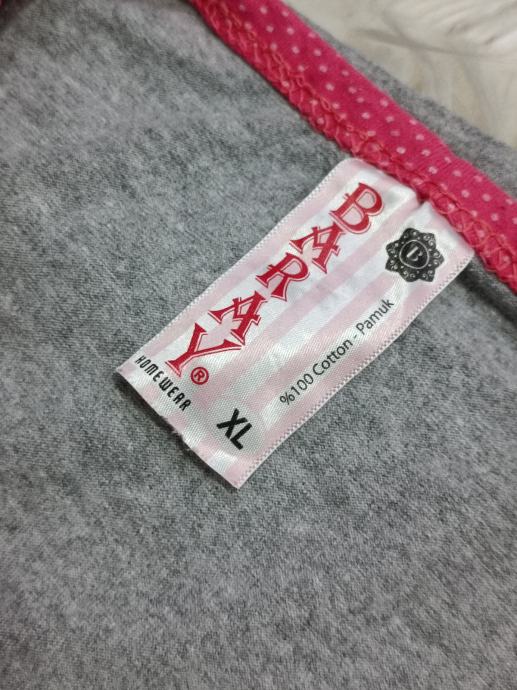 BARAY®
HOMEWEAR
XL
%100 Cotton - Pamuk
B